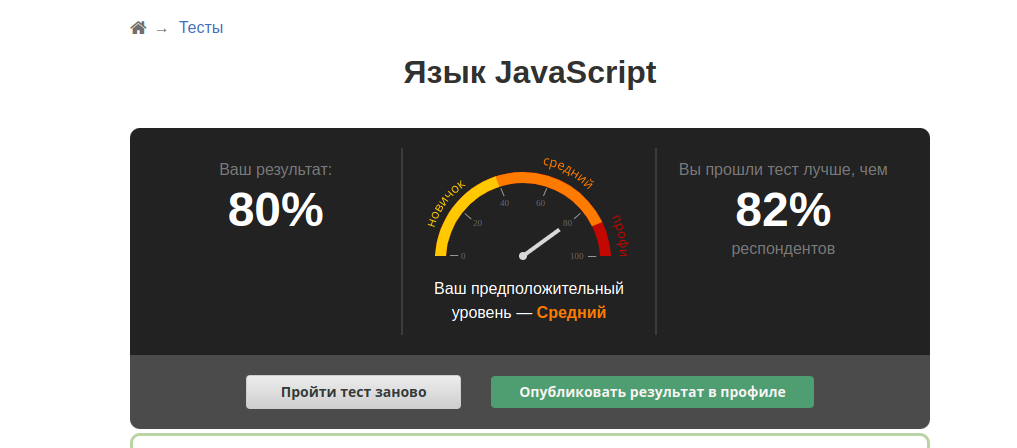 → Тесты
Язык JavaScript
Ваш результат:
80%
новичок
средний
профи
0
20
40
60
80
100
Ваш предположительный
уровень — Средний
Вы прошли тест лучше, чем
82%
респондентов
Пройти тест заново
Опубликовать результат в профиле